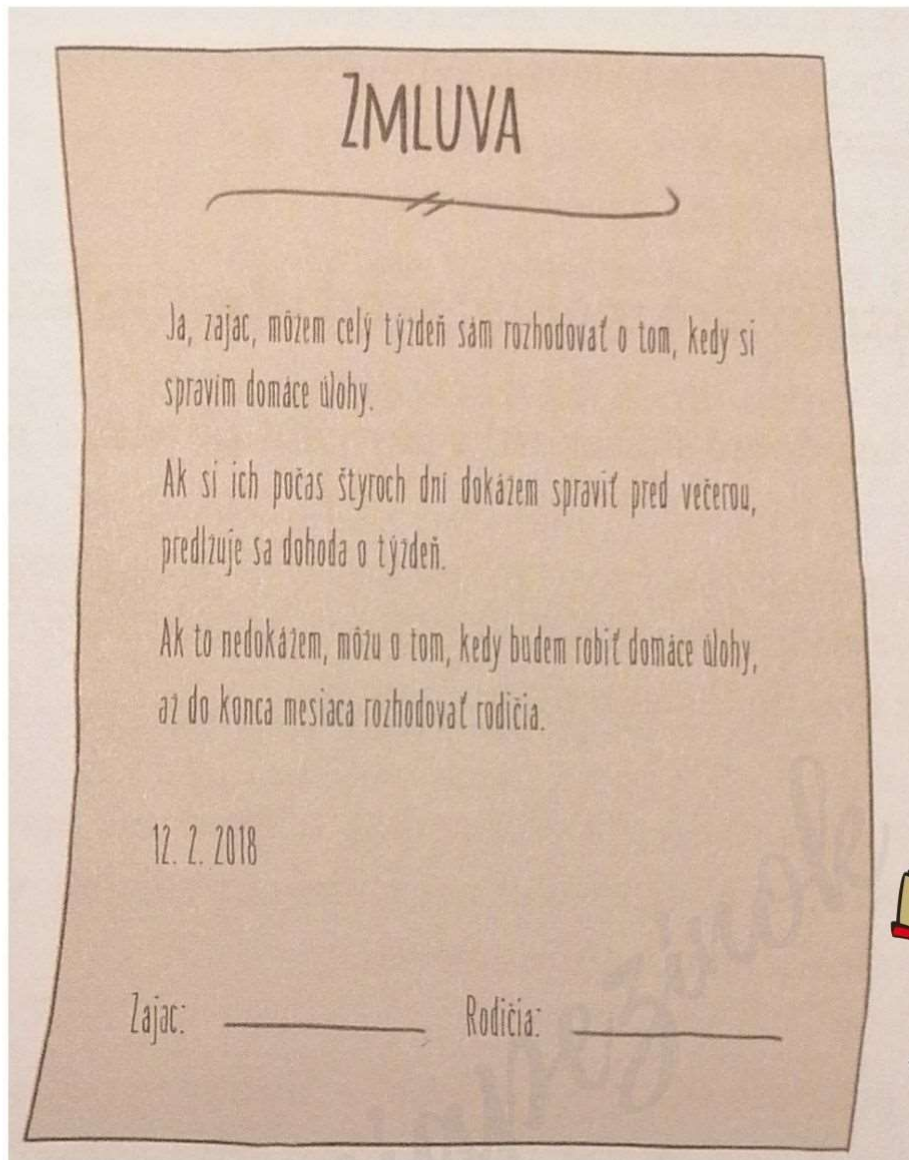 ZMLUVA
Ja, zajac, môžem celý týždeň sám rozhodovať o tom, kedy si
spravím domáce úlohy.
Ak si ich počas štyroch dní dokážem spraviť pred večerou,
predlžuje sa dohoda o týždeň.
Ak to nedokážem, môžu o tom, kedy budem robiť domáce úlohy,
až do konca mesiaca rozhodovať rodičia.
12. 2. 2018
Zajac: Rodičia: